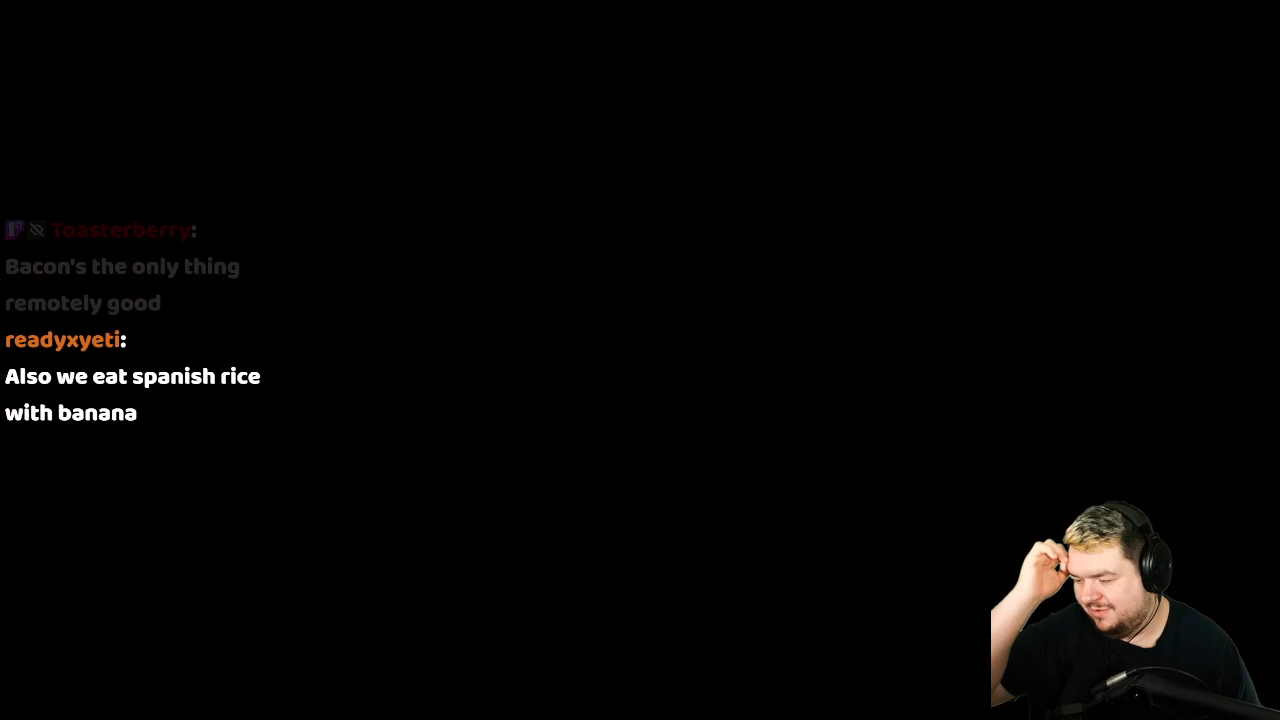 Toasterberry:
Bacon's the only thing
remotely good
readyxyeti:
Also we eat spanish rice
with banana